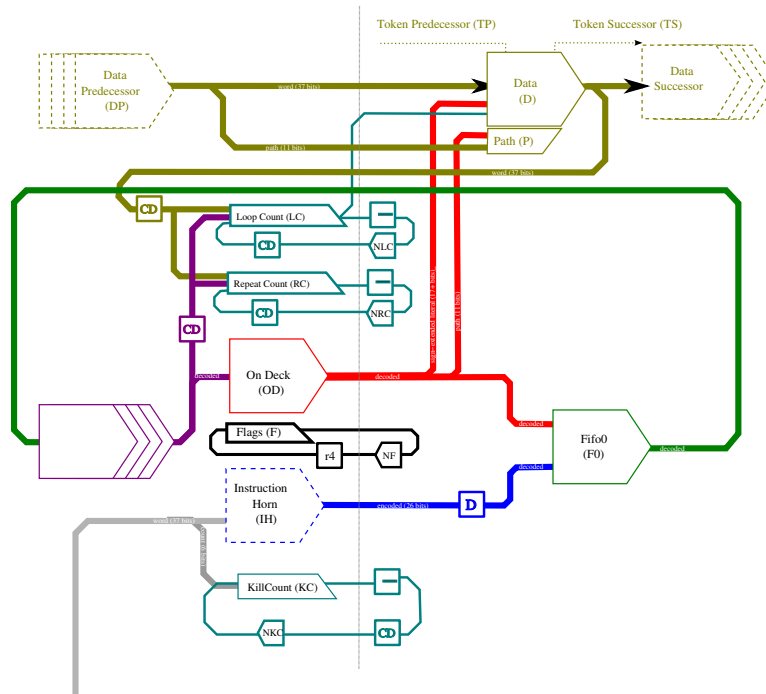 Token Predecessor (TP)
Token Successor (TS)
Data
Predecessor
(DP)
word (37 bits)
Data
(D)
Data
Successor
Path (P)
path (11 bits)
word (37 bits)
CD
Loop Count (LC)
−
CD
NLC
Repeat Count (RC)
−
CD
NRC
CD
path (11 bits)
decoded
On Deck
(OD)
decoded
decoded
Fifo0
(F0)
decoded
Flags (F)
r4
NF
decoded
Instruction
Horn
(IH)
encoded (26 bits)
D
word (37 bits)
KillCount (KC)
−
NKC
CD